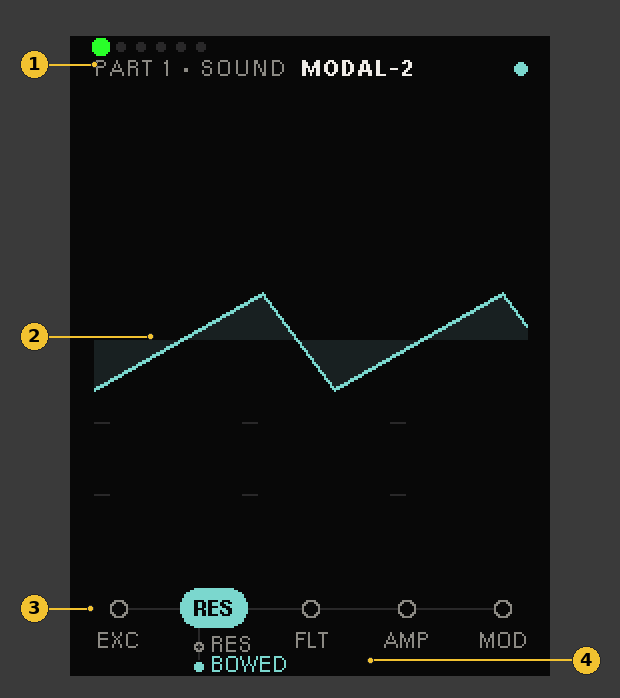 1 PART 1 · SOUND MODAL-2
2
3 RES
EXC RES FLT AMP MOD
BOWED 4